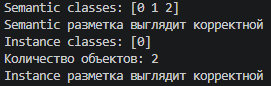 Semantic classes: [0 1 2]
Semantic разметка выглядит корректной
Instance classes: [0]
Количество объектов: 2
Instance разметка выглядит корректной